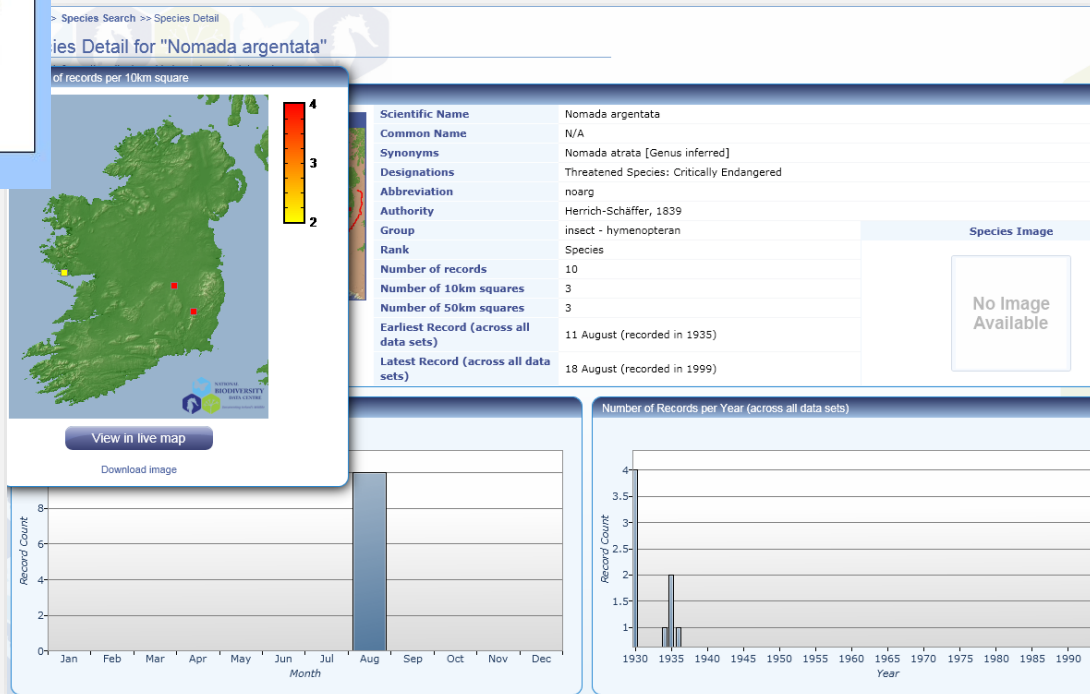 > Species Search >> Species Detail
ies Detail for "Nomada argentata"
of records per 10km square
4
3
2
NATIONAL
BIODIVERSITY
DATA CENTRE
View in live map
Download image
Scientific Name Nomada argentata
Common Name N/A
Synonyms Nomada atrata [Genus inferred]
Designations Threatened Species: Critically Endangered
Abbreviation noarg
Authority Herrich-Schäffer, 1839
Group insect - hymenopteran
Rank Species
Number of records 10
Number of 10km squares 3
Number of 50km squares 3
Earliest Record (across all
data sets) 11 August (recorded in 1935)
Latest Record (across all data
sets) 18 August (recorded in 1999)
Species Image
No Image
Available
8
6
4
2
0
Record Count
Jan Feb Mar Apr May Jun Jul Aug Sep Oct Nov Dec
Month
Number of Records per Year (across all data sets)
4
3.5
3
2.5
2
1.5
1
Record Count
1930 1935 1940 1945 1950 1955 1960 1965 1970 1975 1980 1985 1990
Year